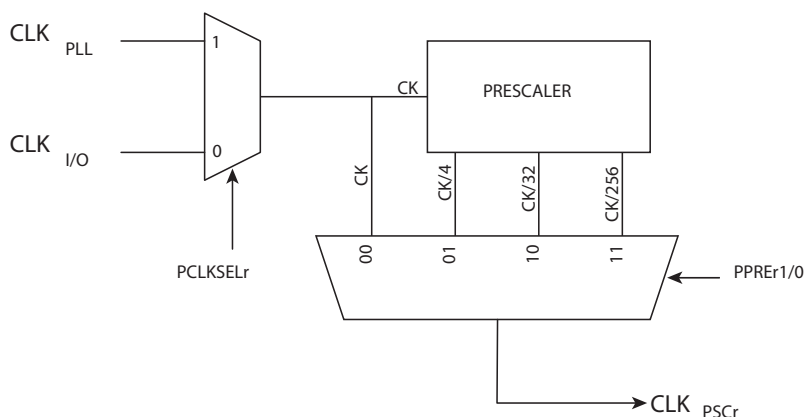 CLK PLL
1
CK
PRESCALER
CLK I/O
0
CK
CK/4
CK/32
CK/256
00
01
10
11
PCLKSELr
PPREr1/0
CLK PSCr